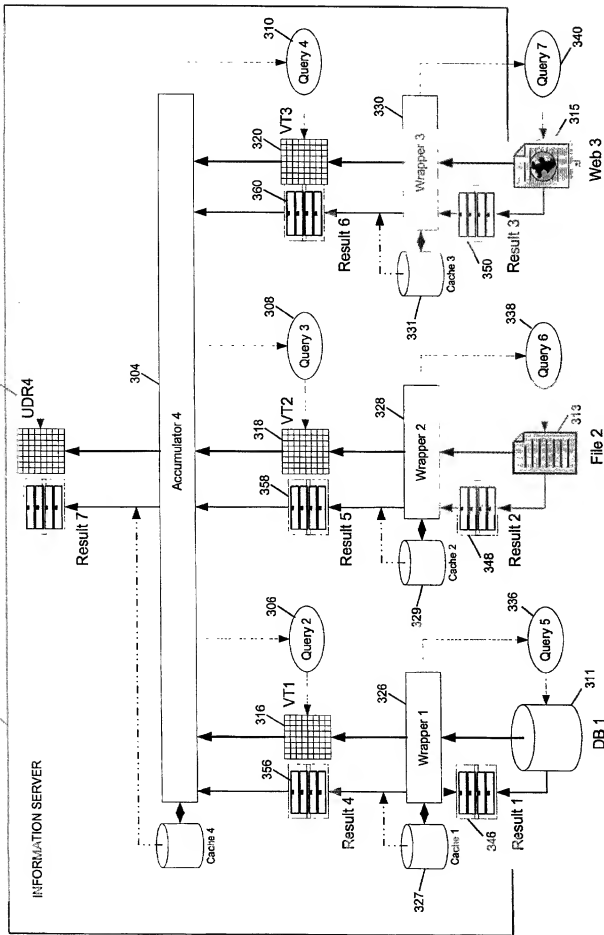 INFORMATION SERVER
UDR4
Result 7
304
Accumulator 4
Cache 4
306
Query 2
308
Query 3
310
Query 4
VT1
316
356
Result 4
VT2
318
358
Result 5
VT3
320
360
Result 6
326
Wrapper 1
Cache 1
327
328
Wrapper 2
Cache 2
329
330
Wrapper 3
Cache 3
331
346
Result 1
348
Result 2
350
Result 3
336
Query 5
338
Query 6
Query 7
340
311
DB 1
313
File 2
315
Web 3